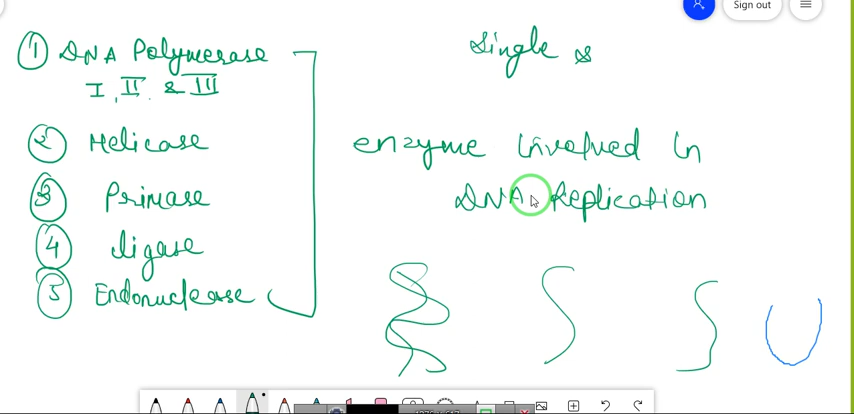 Sign out
① DNA Polymerase
I, II & III
② Helicase
③ Primase
④ ligase
⑤ Endonuclease
Single s
enzyme involved in
DNA Replication